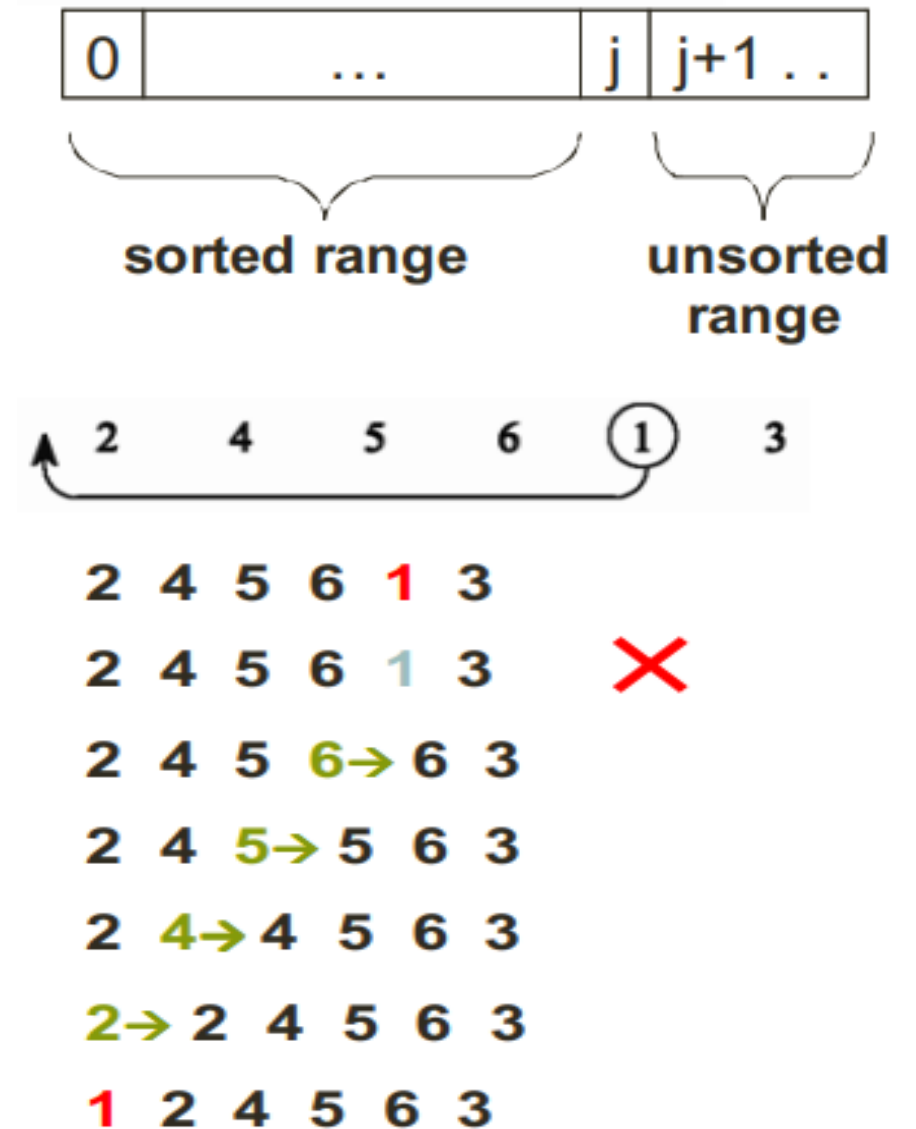 0 ... j j+1 . .
sorted range unsorted
range
2 4 5 6 1 3
2 4 5 6 1 3
2 4 5 6 1 3
2 4 5 6→ 6 3
2 4 5→ 5 6 3
2 4→ 4 5 6 3
2→ 2 4 5 6 3
1 2 4 5 6 3